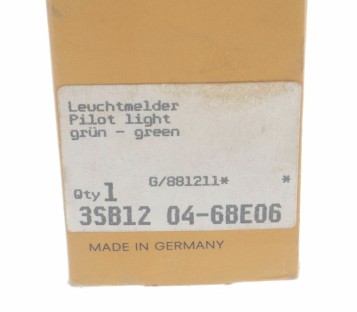 Leuchtmelder
Pilot light
grün - green
G/881211* *
Qty 1
3SB12 04-6BE06
MADE IN GERMANY